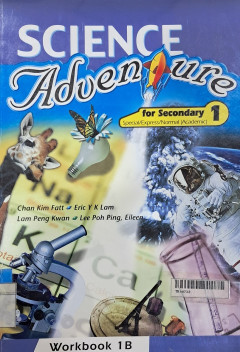 SCIENCE
Adventure
for Secondary 1
Special/Express/Normal (Academic)
Chan Kim Fatt Eric Y K Lam
Lam Peng Kwan Lee Poh Ping, Eileen
Workbook 1B